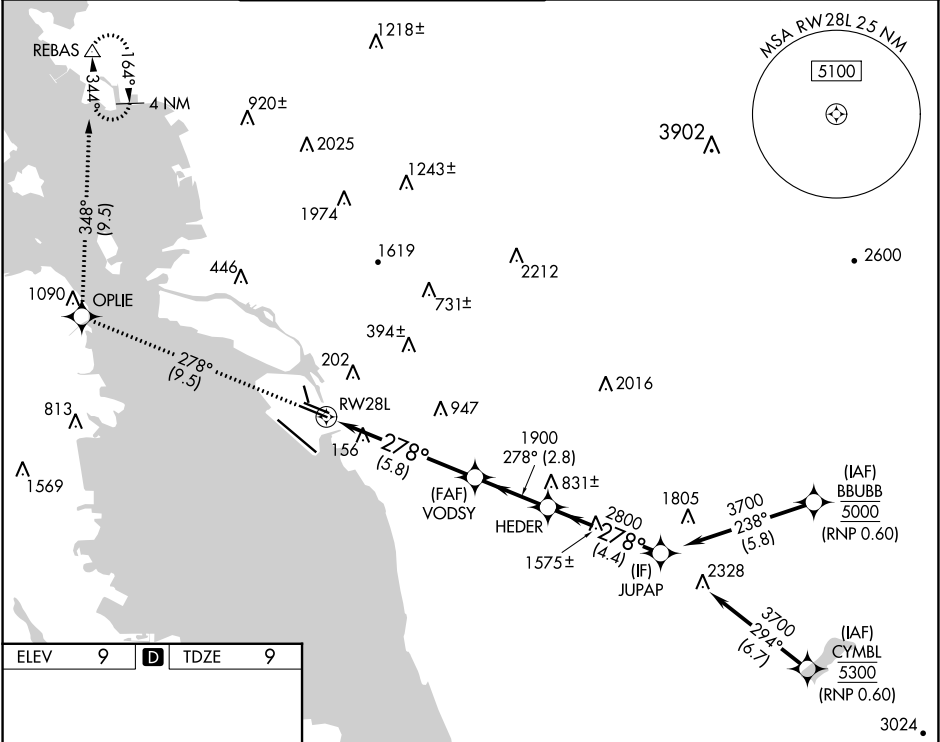 1218±
MSA RW28L 25 NM
5100
REBAS
164°
344°
4 NM
920±
2025
3902
1243±
1974
348°
(9.5)
1619
2600
446
2212
1090
OPLIE
731±
394±
278°
(9.5)
202
2016
RW28L
813
947
156
278°
(5.8)
1900
278° (2.8)
1569
(FAF)
VODSY
831±
HEDER
1805
3700
238°
(5.8)
(IAF)
BBUBB
5000
(RNP 0.60)
2800
278°
(4.4)
1575±
(IF)
JUPAP
2328
3700
294°
(6.7)
(IAF)
CYMBL
5300
(RNP 0.60)
ELEV 9 D TDZE 9
3024